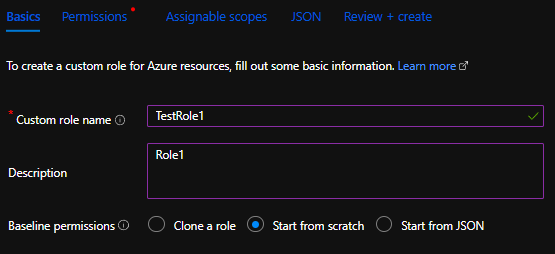 Basics Permissions * Assignable scopes JSON Review + create
To create a custom role for Azure resources, fill out some basic information. Learn more
* Custom role name TestRole1
Description Role1
Baseline permissions Clone a role Start from scratch Start from JSON